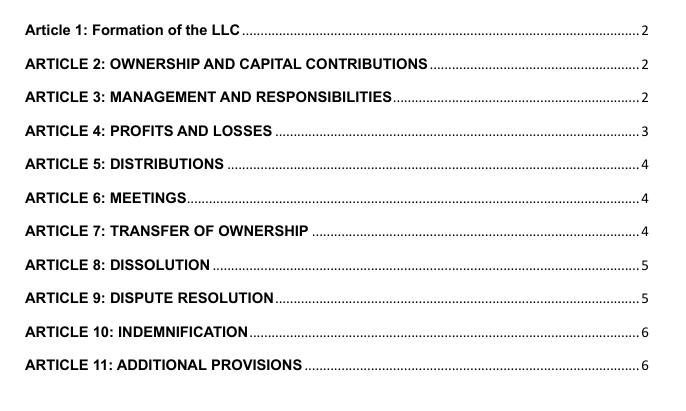 Article 1: Formation of the LLC 2
ARTICLE 2: OWNERSHIP AND CAPITAL CONTRIBUTIONS 2
ARTICLE 3: MANAGEMENT AND RESPONSIBILITIES 2
ARTICLE 4: PROFITS AND LOSSES 3
ARTICLE 5: DISTRIBUTIONS 4
ARTICLE 6: MEETINGS 4
ARTICLE 7: TRANSFER OF OWNERSHIP 4
ARTICLE 8: DISSOLUTION 5
ARTICLE 9: DISPUTE RESOLUTION 5
ARTICLE 10: INDEMNIFICATION 6
ARTICLE 11: ADDITIONAL PROVISIONS 6